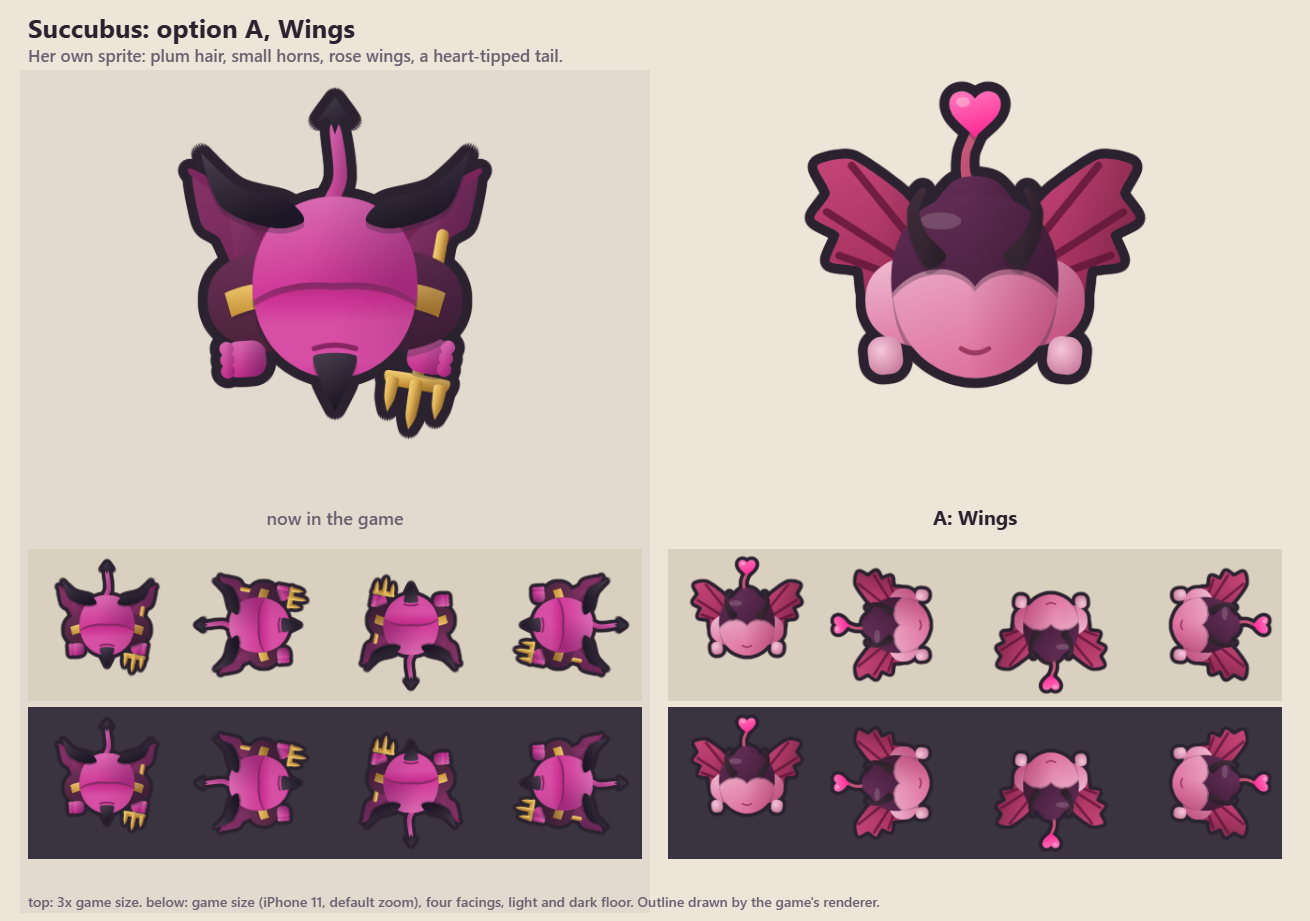 Succubus: option A, Wings
Her own sprite: plum hair, small horns, rose wings, a heart-tipped tail.
now in the game
A: Wings
top: 3x game size. below: game size (iPhone 11, default zoom), four facings, light and dark floor. Outline drawn by the game's renderer.